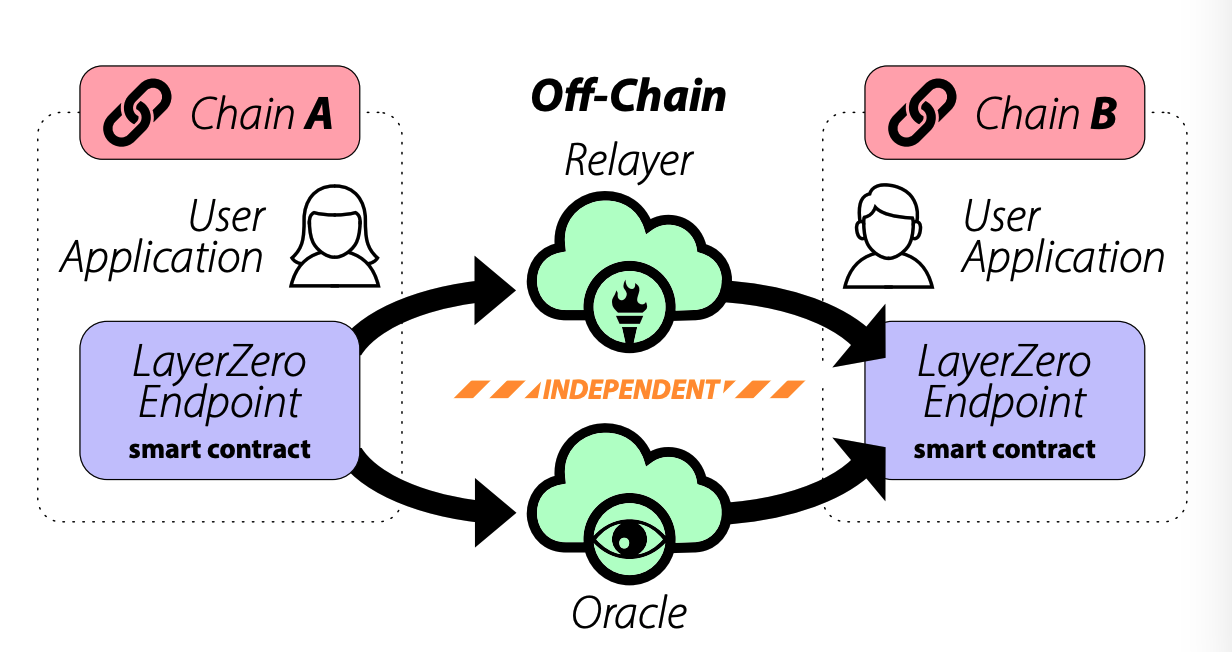 Chain A
User
Application
LayerZero
Endpoint
smart contract
Off-Chain
Relayer
INDEPENDENT
Oracle
Chain B
User
Application
LayerZero
Endpoint
smart contract